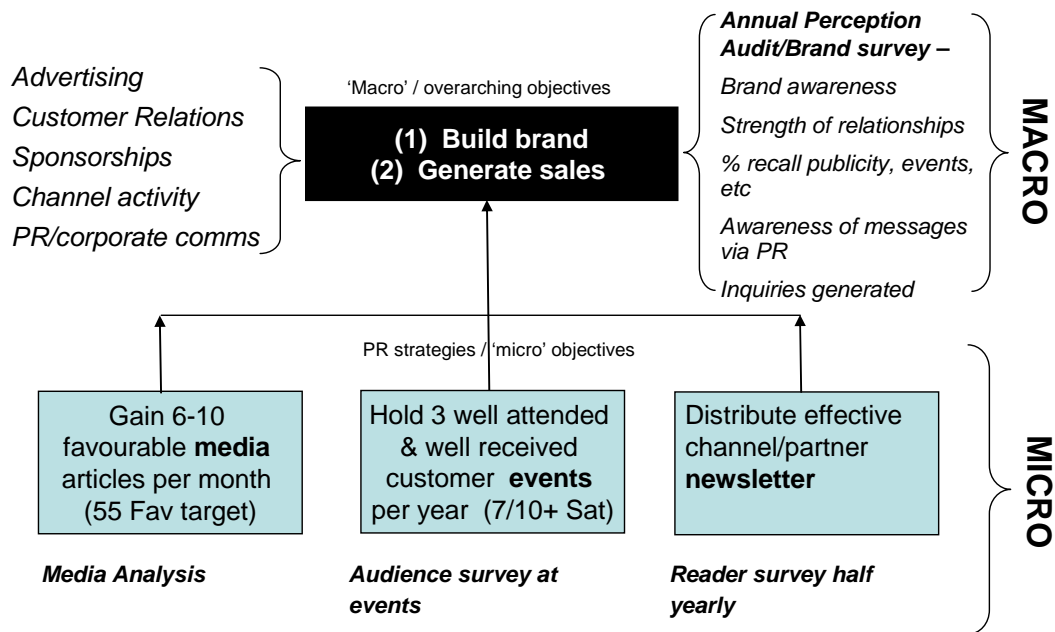 Advertising
Customer Relations
Sponsorships
Channel activity
PR/corporate comms
‘Macro’ / overarching objectives
(1) Build brand
(2) Generate sales
Annual Perception
Audit/Brand survey –
Brand awareness
Strength of relationships
% recall publicity, events,
etc
Awareness of messages
via PR
Inquiries generated
MACRO
PR strategies / ‘micro’ objectives
Gain 6-10
favourable media
articles per month
(55 Fav target)
Hold 3 well attended
& well received
customer events
per year (7/10+ Sat)
Distribute effective
channel/partner
newsletter
MICRO
Media Analysis
Audience survey at
events
Reader survey half
yearly